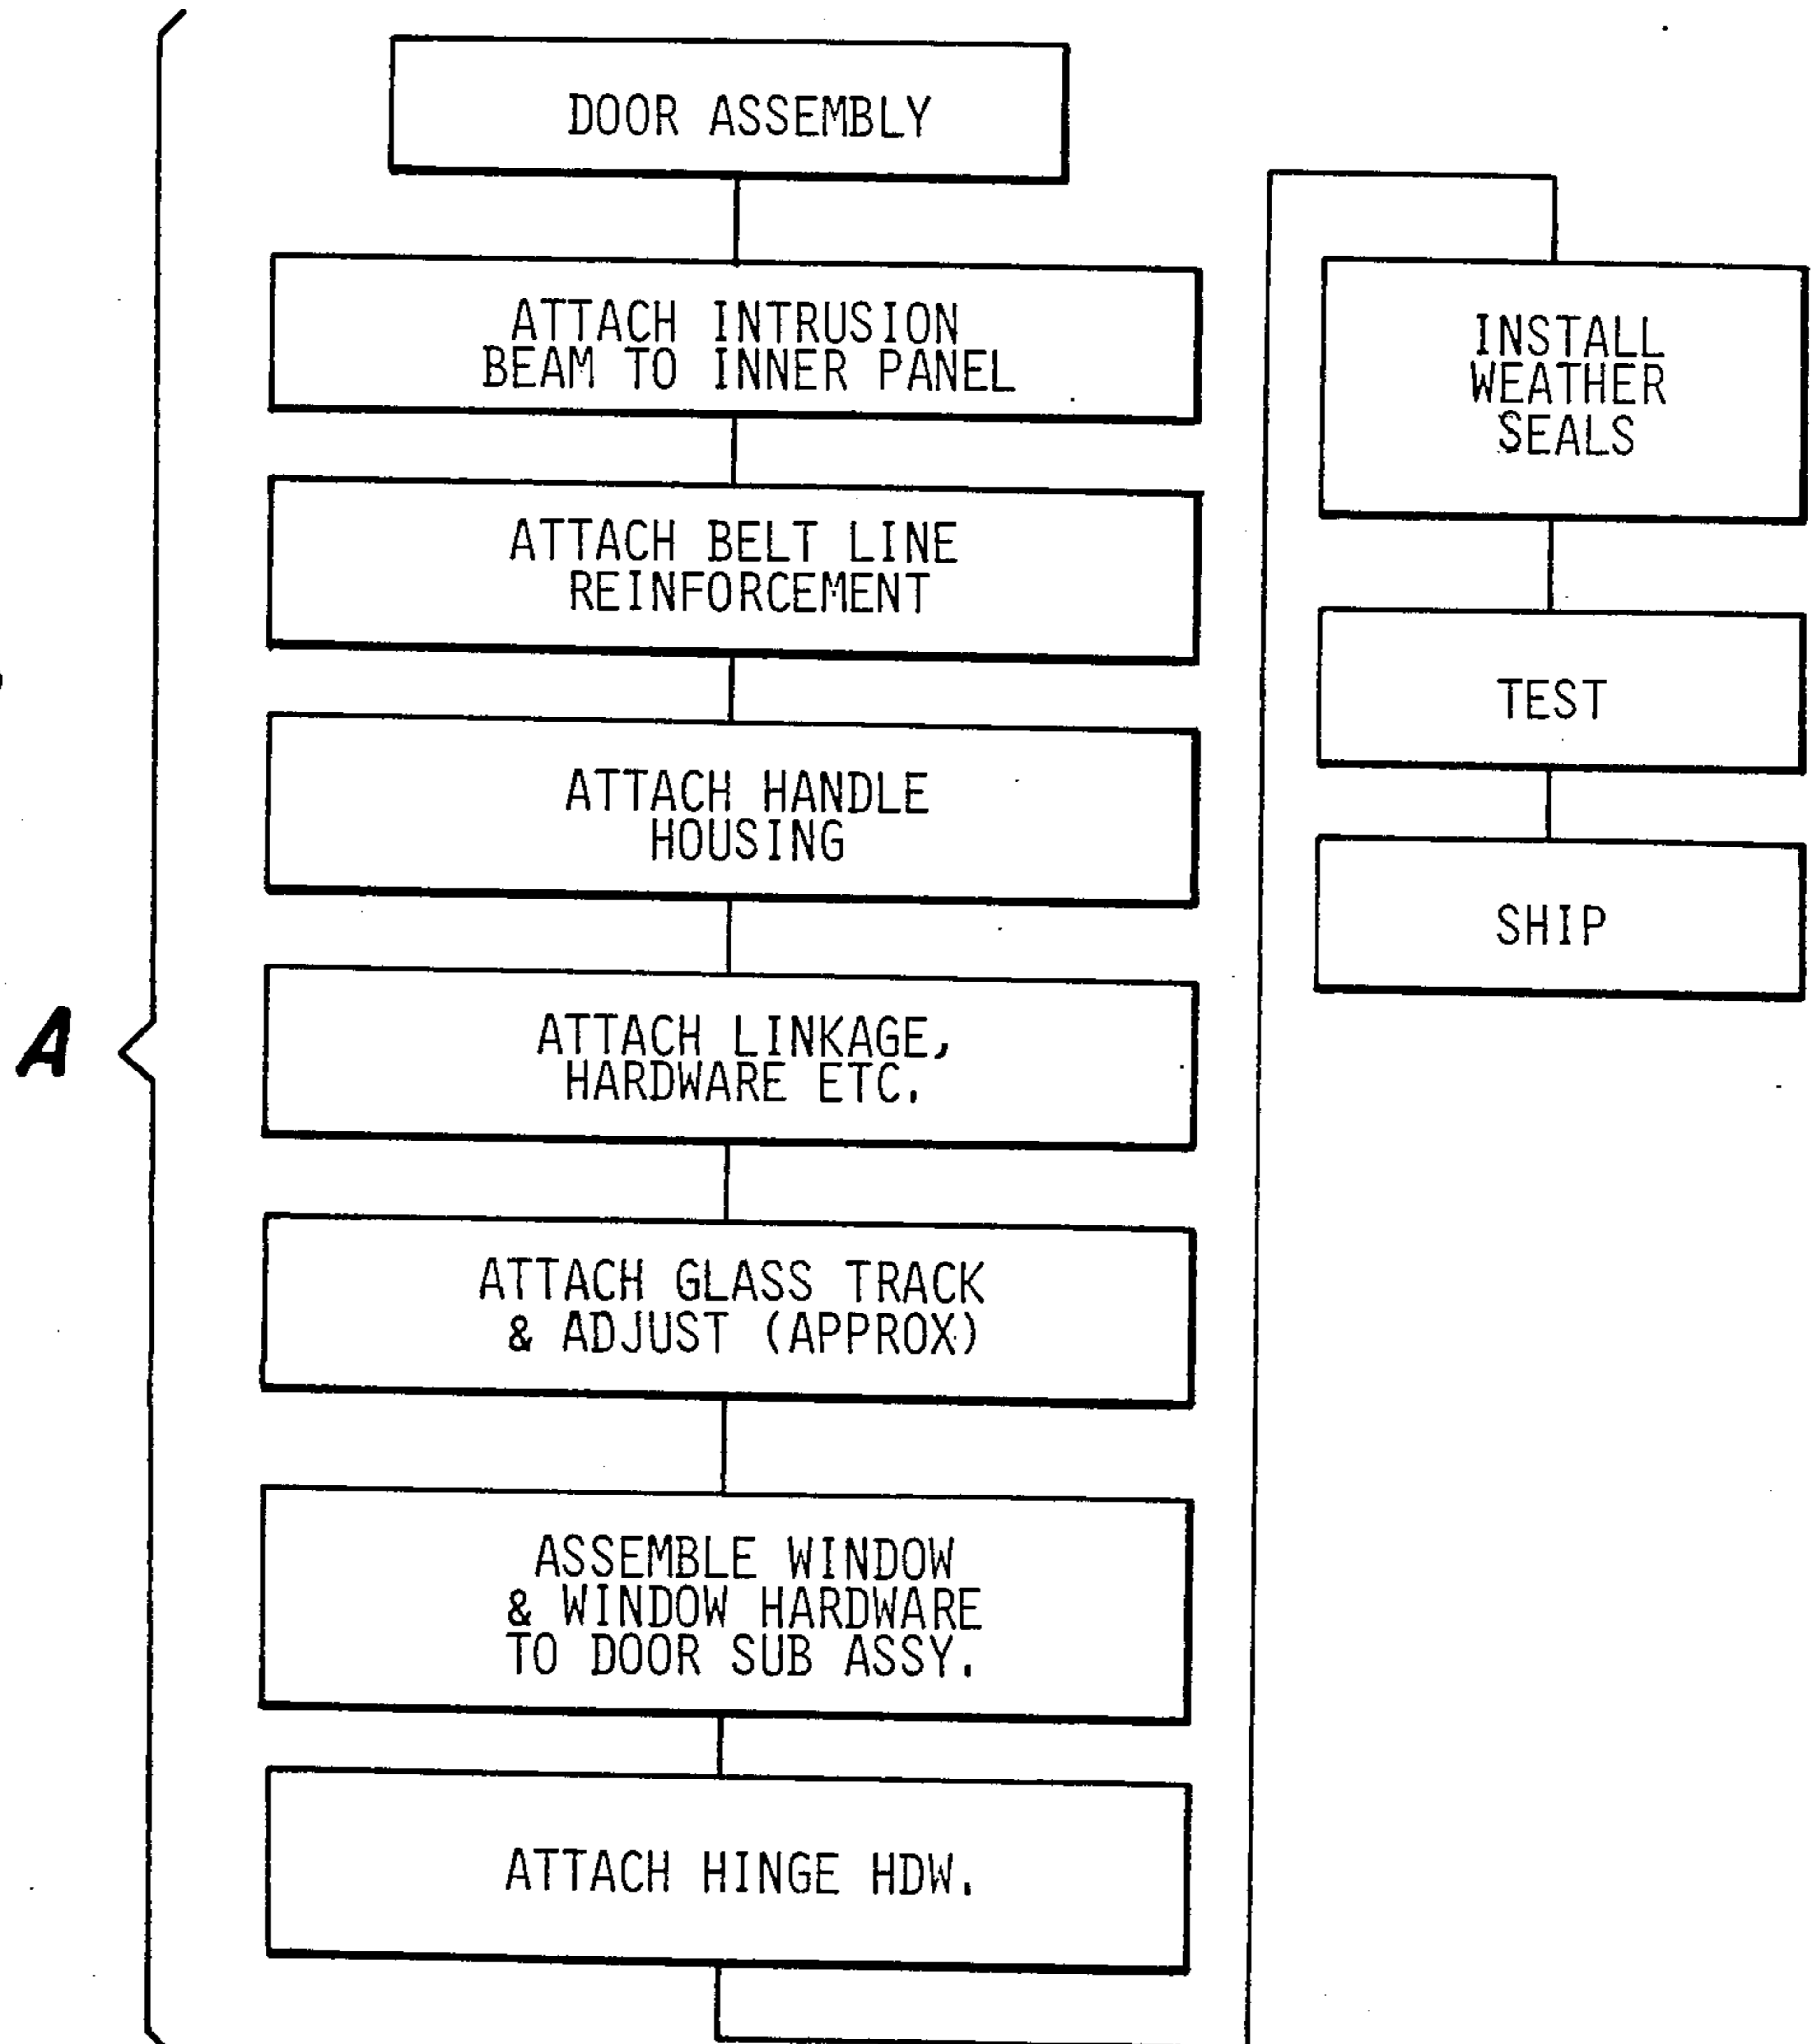 DOOR ASSEMBLY
ATTACH INTRUSION
BEAM TO INNER PANEL
ATTACH BELT LINE
REINFORCEMENT
ATTACH HANDLE
HOUSING
A
ATTACH LINKAGE,
HARDWARE ETC.
ATTACH GLASS TRACK
& ADJUST (APPROX)
ASSEMBLE WINDOW
& WINDOW HARDWARE
TO DOOR SUB ASSY.
ATTACH HINGE HDW.
INSTALL
WEATHER
SEALS
TEST
SHIP